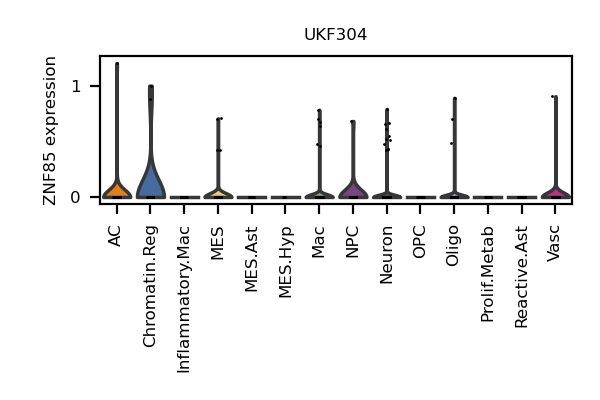 UKF304
ZNF85 expression
1
0
AC
Chromatin.Reg
Inflammatory.Mac
MES
MES.Ast
MES.Hyp
Mac
NPC
Neuron
OPC
Oligo
Prolif.Metab
Reactive.Ast
Vasc